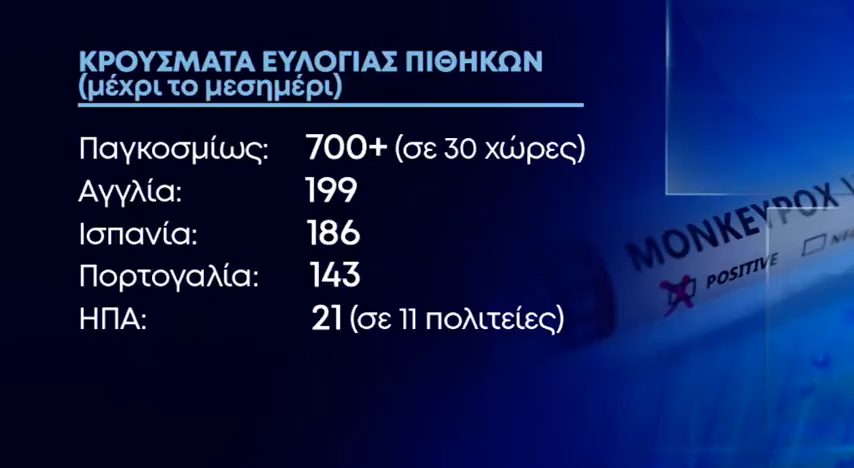 ΚΡΟΥΣΜΑΤΑ ΕΥΛΟΓΙΑΣ ΠΙΘΗΚΩΝ
(μέχρι το μεσημέρι)
Παγκοσμίως: 700+ (σε 30 χώρες)
Αγγλία: 199
Ισπανία: 186
Πορτογαλία: 143
ΗΠΑ: 21 (σε 11 πολιτείες)
MONKEYPOX
POSITIVE